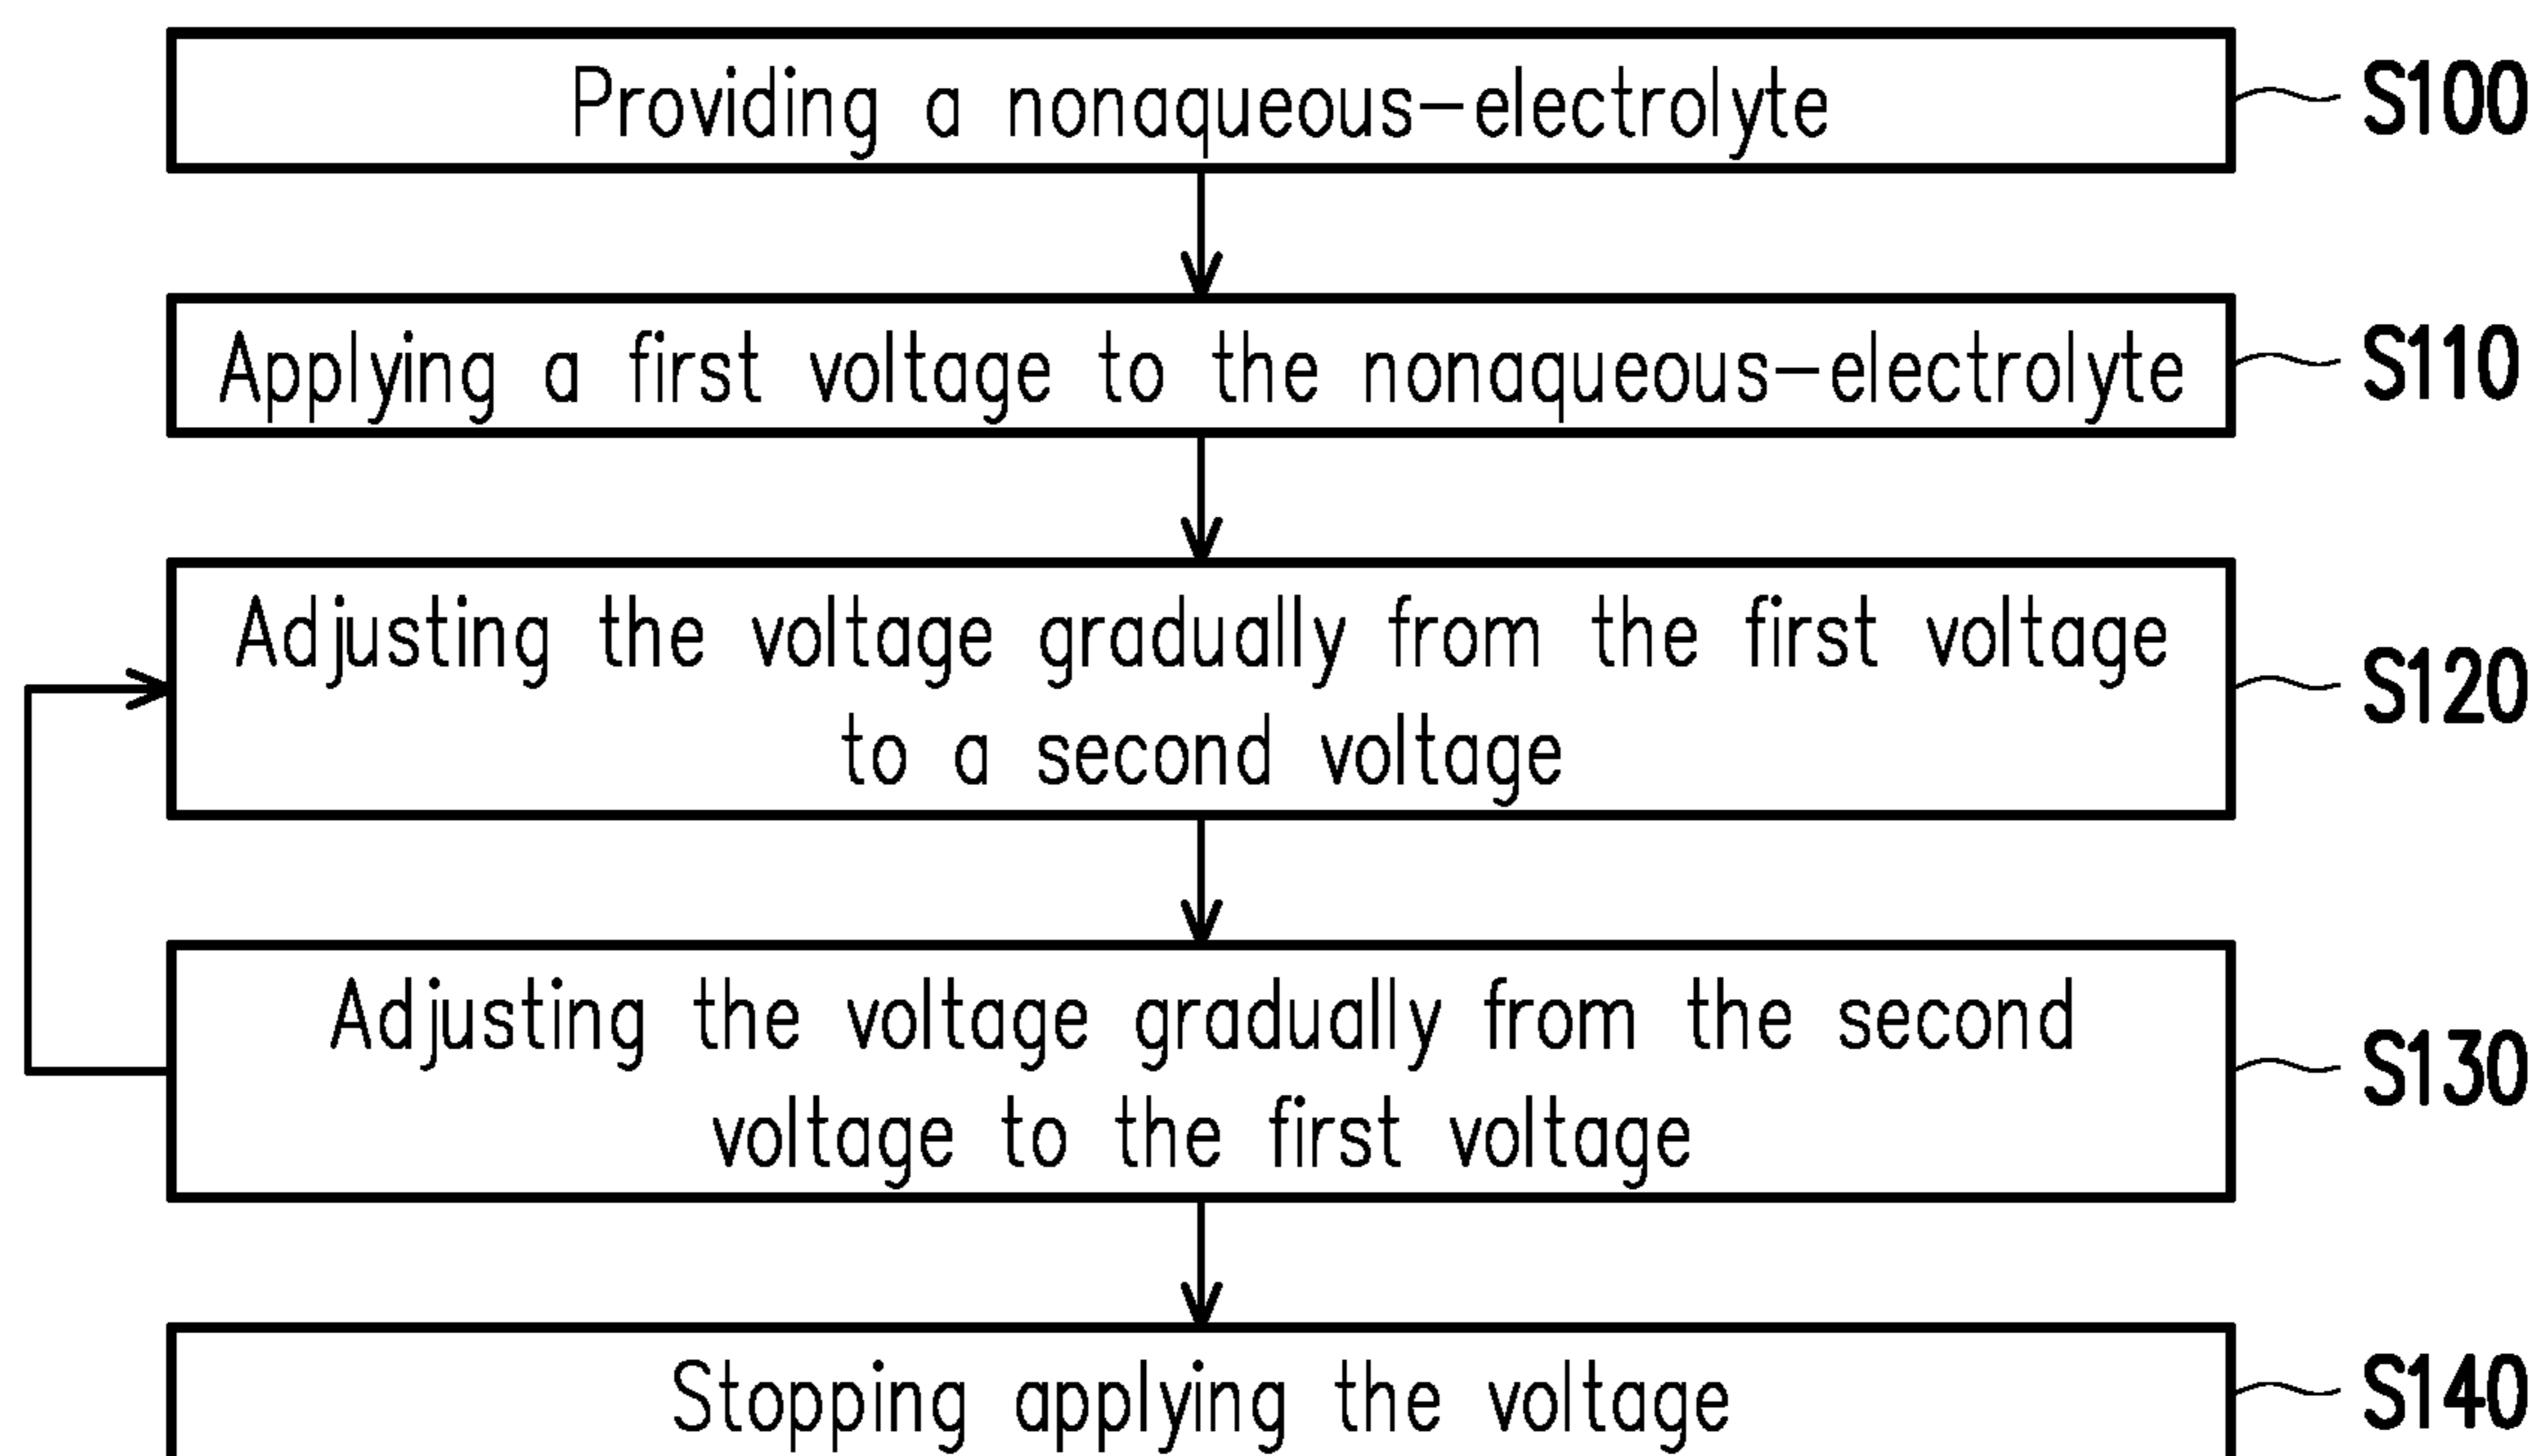 Providing a nonaqueous-electrolyte
S100
Applying a first voltage to the nonaqueous-electrolyte
S110
Adjusting the voltage gradually from the first voltage
to a second voltage
S120
Adjusting the voltage gradually from the second
voltage to the first voltage
S130
Stopping applying the voltage
S140